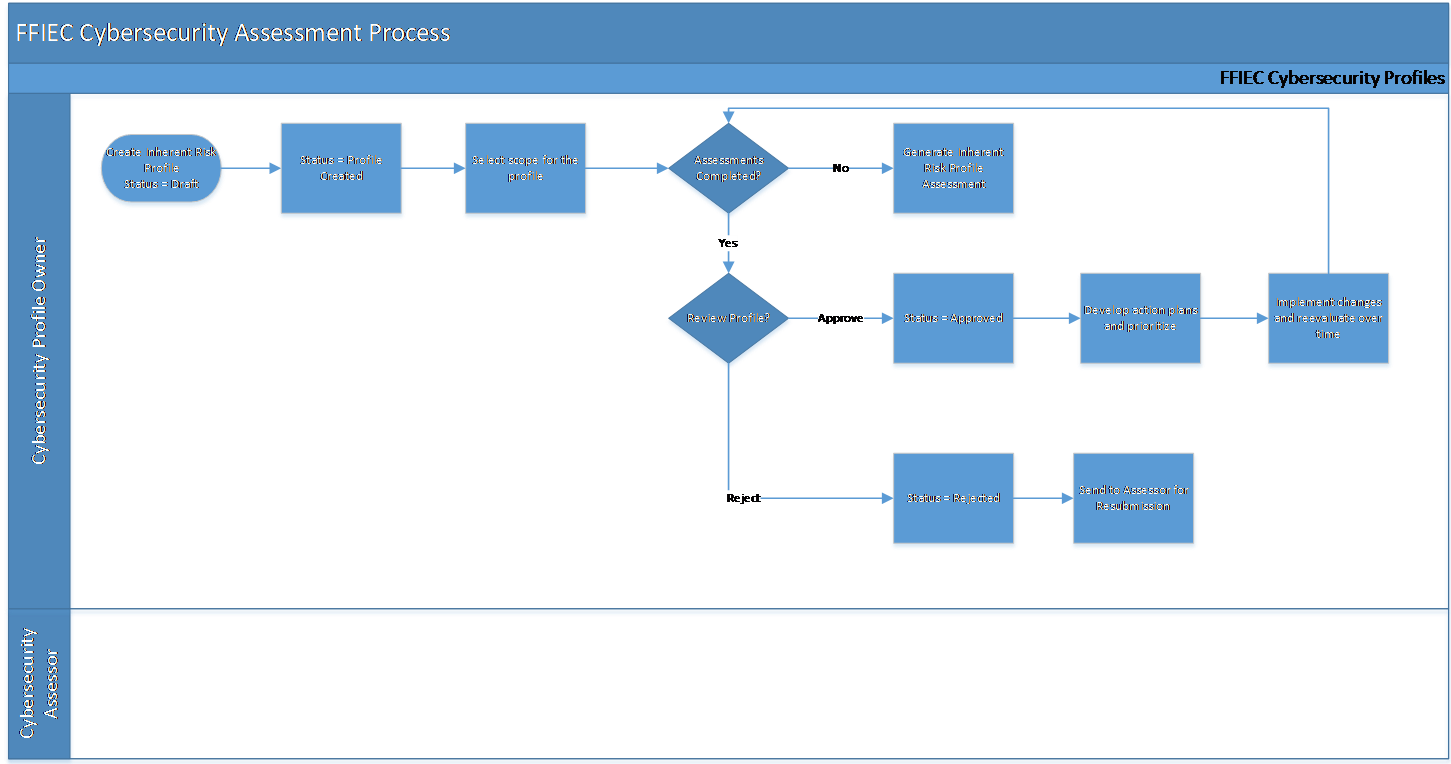 FFIEC Cybersecurity Assessment Process
FFIEC Cybersecurity Profiles
Cybersecurity Profile Owner
Create Inherent Risk
Profile
Status = Draft
Status = Profile
Created
Select scope for the
profile
Assessments
Completed?
No
Generate Inherent
Risk Profile
Assessment
Yes
Review Profile?
Approve
Status = Approved
Develop action plans
and prioritize
Implement changes
and reevaluate over
time
Reject
Status = Rejected
Send to Assessor for
Resubmission
Cybersecurity
Assessor